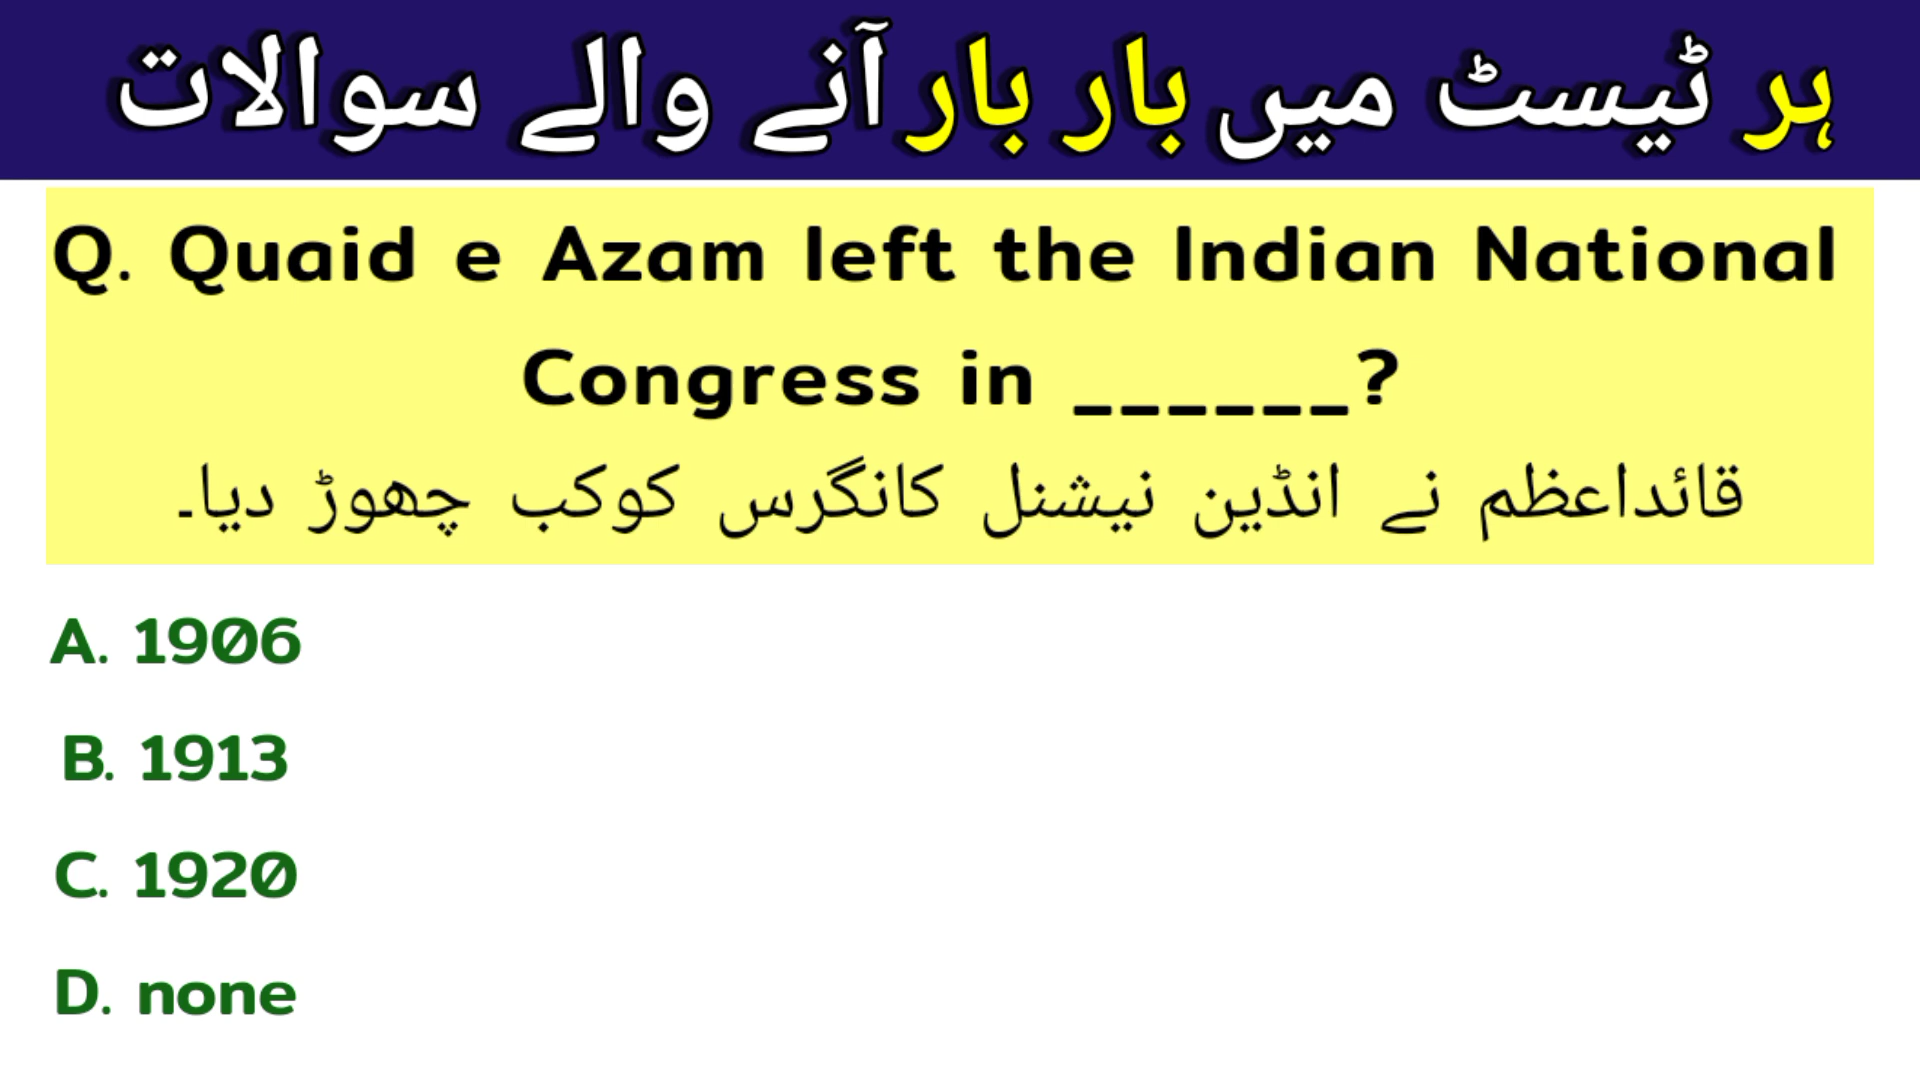 ہر ٹیسٹ میں بار بار آنے والے سوالات
Q. Quaid e Azam left the Indian National
Congress in ______?
قائداعظم نے انڈین نیشنل کانگرس کوکب چھوڑ دیا۔
A. 1906
B. 1913
C. 1920
D. none